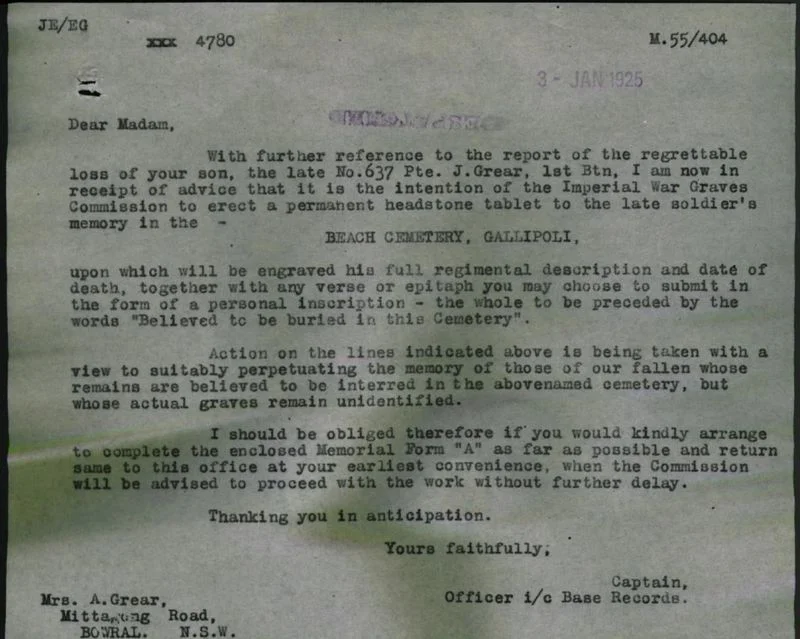 JE/EG
xxx 4780
M.55/404
3 - JAN 1925
Dear Madam,
With further reference to the report of the regrettable
loss of your son, the late No.637 Pte. J.Grear, 1st Btn, I am now in
receipt of advice that it is the intention of the Imperial War Graves
Commission to erect a permanent headstone tablet to the late soldier's
memory in the -
BEACH CEMETERY, GALLIPOLI,
upon which will be engraved his full regimental description and date of
death, together with any verse or epitaph you may choose to submit in
the form of a personal inscription - the whole to be preceded by the
words "Believed to be buried in this Cemetery".
Action on the lines indicated above is being taken with a
view to suitably perpetuating the memory of those of our fallen whose
remains are believed to be interred in the abovenamed cemetery, but
whose actual graves remain unidentified.
I should be obliged therefore if you would kindly arrange
to complete the enclosed Memorial Form "A" as far as possible and return
same to this office at your earliest convenience, when the Commission
will be advised to proceed with the work without further delay.
Thanking you in anticipation.
Yours faithfully,
Captain,
Officer i/c Base Records.
Mrs. A.Grear,
Road,
BOWRAL. N.S.W.